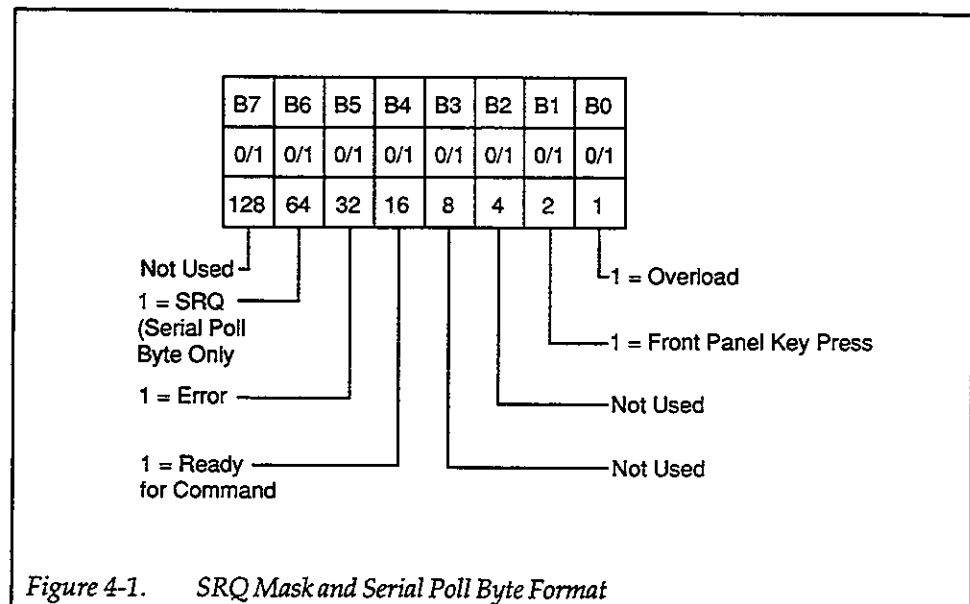 B7 B6 B5 B4 B3 B2 B1 B0
0/1 0/1 0/1 0/1 0/1 0/1 0/1 0/1
128 64 32 16 8 4 2 1
Not Used
1 = SRQ
(Serial Poll
Byte Only
1 = Error
1 = Ready
for Command
1 = Overload
1 = Front Panel Key Press
Not Used
Not Used
Figure 4-1. SRQ Mask and Serial Poll Byte Format